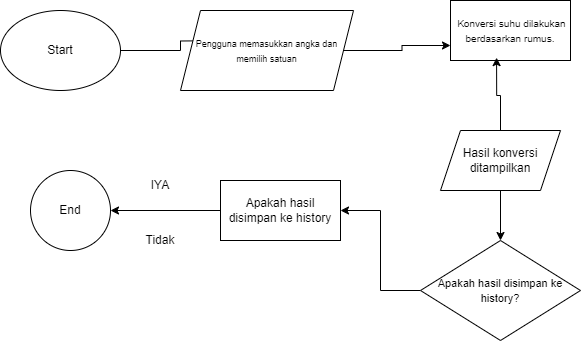 Start
Pengguna memasukkan angka dan
memilih satuan
Konversi suhu dilakukan
berdasarkan rumus.
Hasil konversi
ditampilkan
Apakah hasil disimpan ke
history?
Apakah hasil
disimpan ke history
IYA
Tidak
End